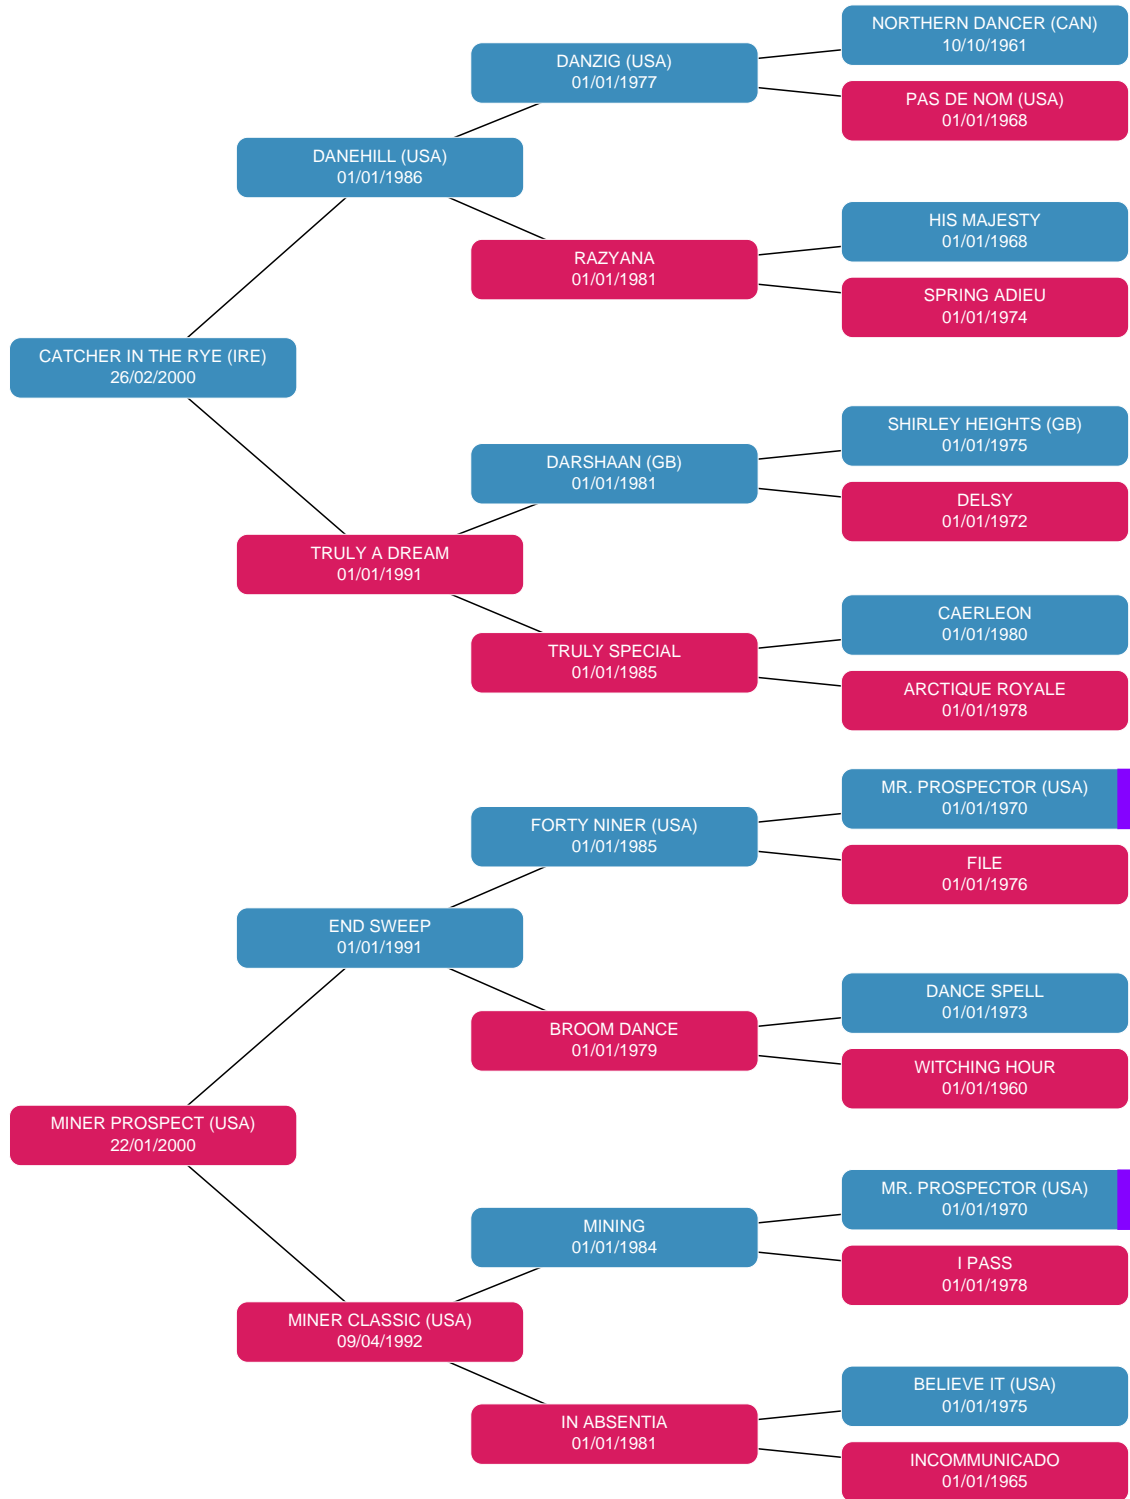 NORTHERN DANCER (CAN)
10/10/1961
DANZIG (USA)
01/01/1977
PAS DE NOM (USA)
01/01/1968
DANEHILL (USA)
01/01/1986
HIS MAJESTY
01/01/1968
RAZYANA
01/01/1981
SPRING ADIEU
01/01/1974
CATCHER IN THE RYE (IRE)
26/02/2000
SHIRLEY HEIGHTS (GB)
01/01/1975
DARSHAAN (GB)
01/01/1981
DELSY
01/01/1972
TRULY A DREAM
01/01/1991
CAERLEON
01/01/1980
TRULY SPECIAL
01/01/1985
ARCTIQUE ROYALE
01/01/1978
MR. PROSPECTOR (USA)
01/01/1970
FORTY NINER (USA)
01/01/1985
FILE
01/01/1976
END SWEEP
01/01/1991
DANCE SPELL
01/01/1973
BROOM DANCE
01/01/1979
WITCHING HOUR
01/01/1960
MINER PROSPECT (USA)
22/01/2000
MR. PROSPECTOR (USA)
01/01/1970
MINING
01/01/1984
I PASS
01/01/1978
MINER CLASSIC (USA)
09/04/1992
BELIEVE IT (USA)
01/01/1975
IN ABSENTIA
01/01/1981
INCOMMUNICADO
01/01/1965